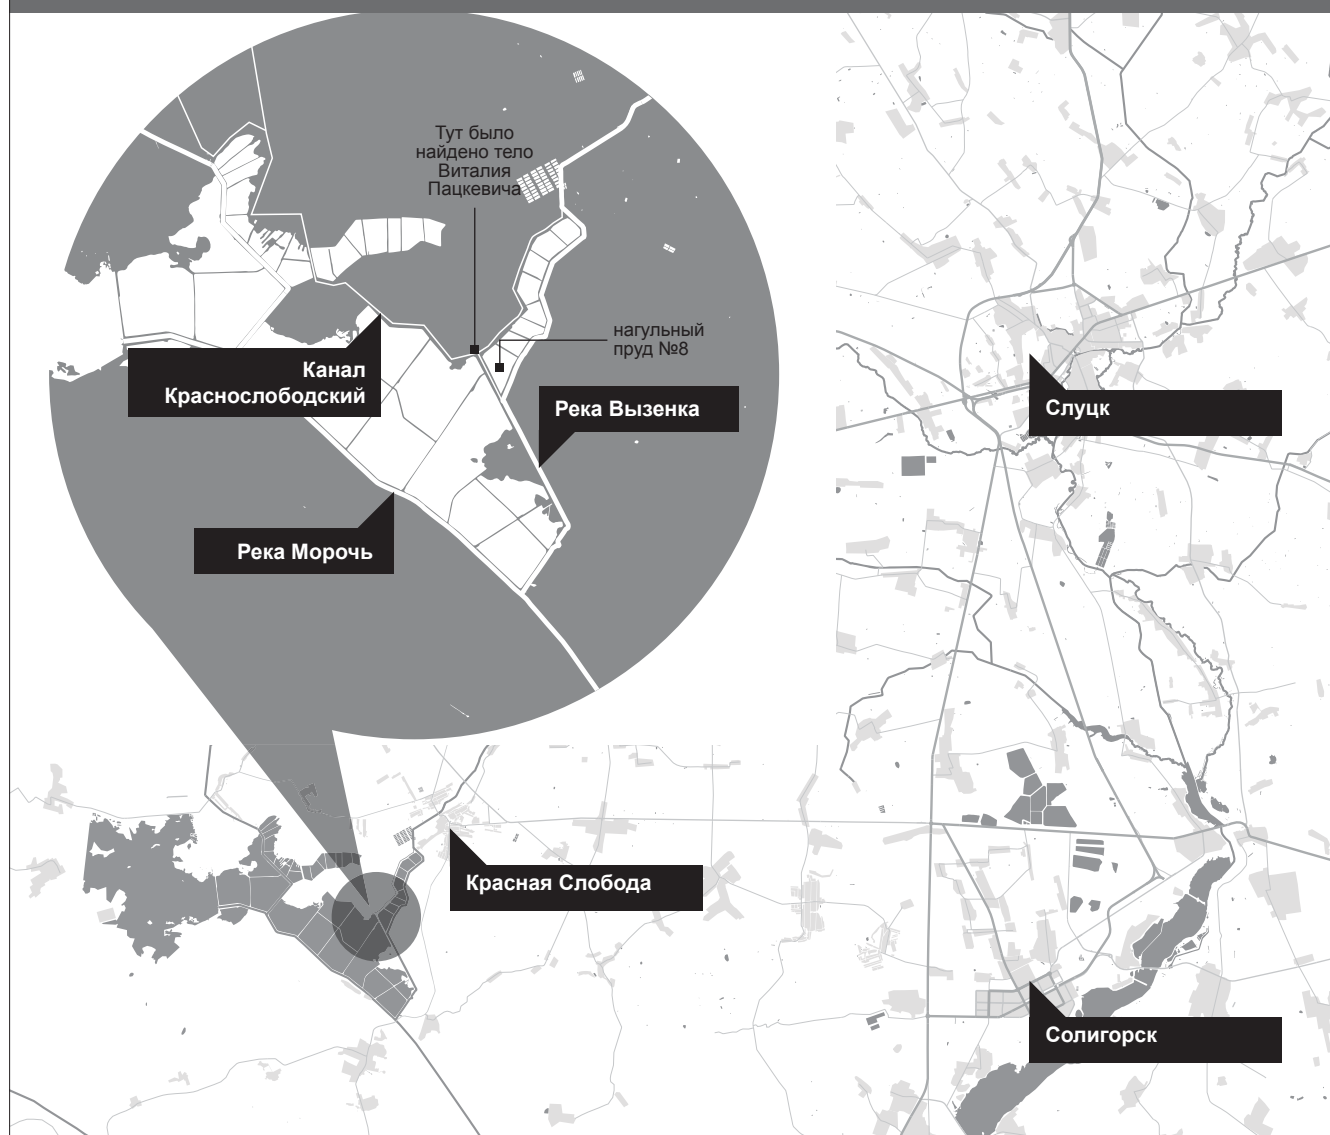 Тут было
найдено тело
Виталия
Пацкевича
нагульный
пруд №8
Канал
Краснослободский
Река Вызенка
Слуцк
Река Морочь
Красная Слобода
Солигорск